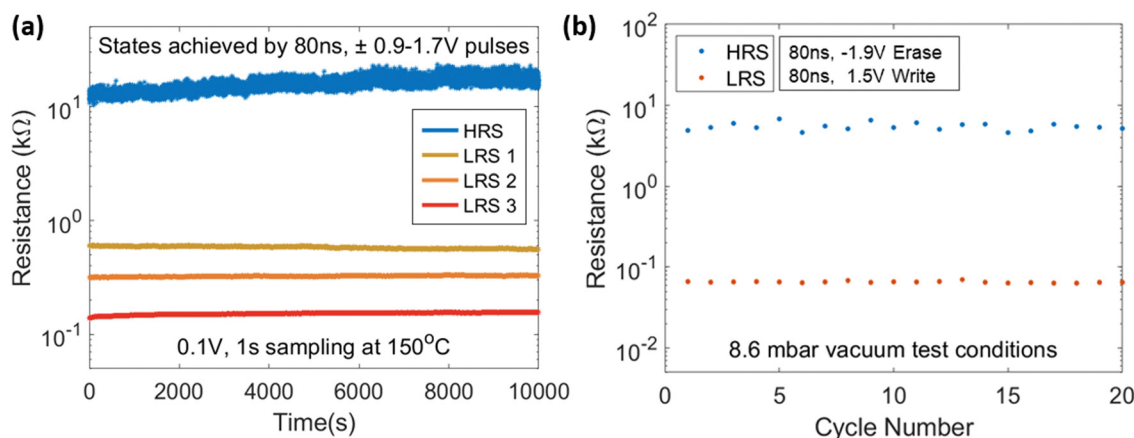 (a)
States achieved by 80ns, ± 0.9-1.7V pulses
10¹
10⁰
10⁻¹
Resistance (kΩ)
HRS
LRS 1
LRS 2
LRS 3
0.1V, 1s sampling at 150°C
0 2000 4000 6000 8000 10000
Time(s)
(b)
HRS 80ns, -1.9V Erase
LRS 80ns, 1.5V Write
10²
10¹
10⁰
10⁻¹
10⁻²
Resistance (kΩ)
8.6 mbar vacuum test conditions
0 5 10 15 20
Cycle Number